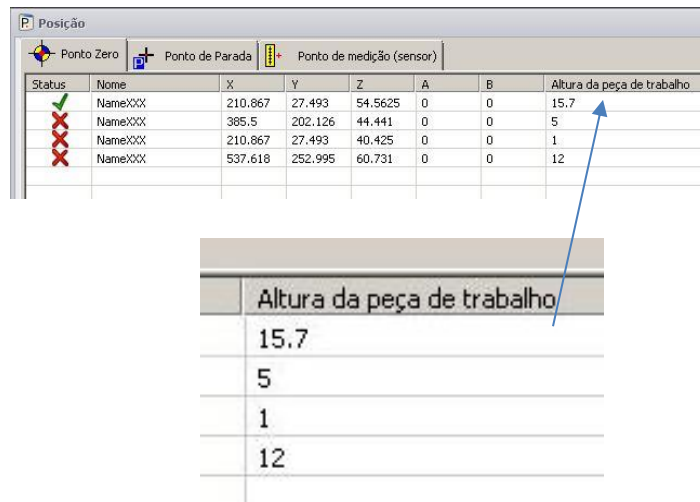 Posição
Ponto Zero Ponto de Parada Ponto de medição (sensor)
Status Nome X Y Z A B Altura da peça de trabalho
NameXXX 210.867 27.493 54.5625 0 0 15.7
NameXXX 385.5 202.126 44.441 0 0 5
NameXXX 210.867 27.493 40.425 0 0 1
NameXXX 537.618 252.995 60.731 0 0 12
Altura da peça de trabalho
15.7
5
1
12